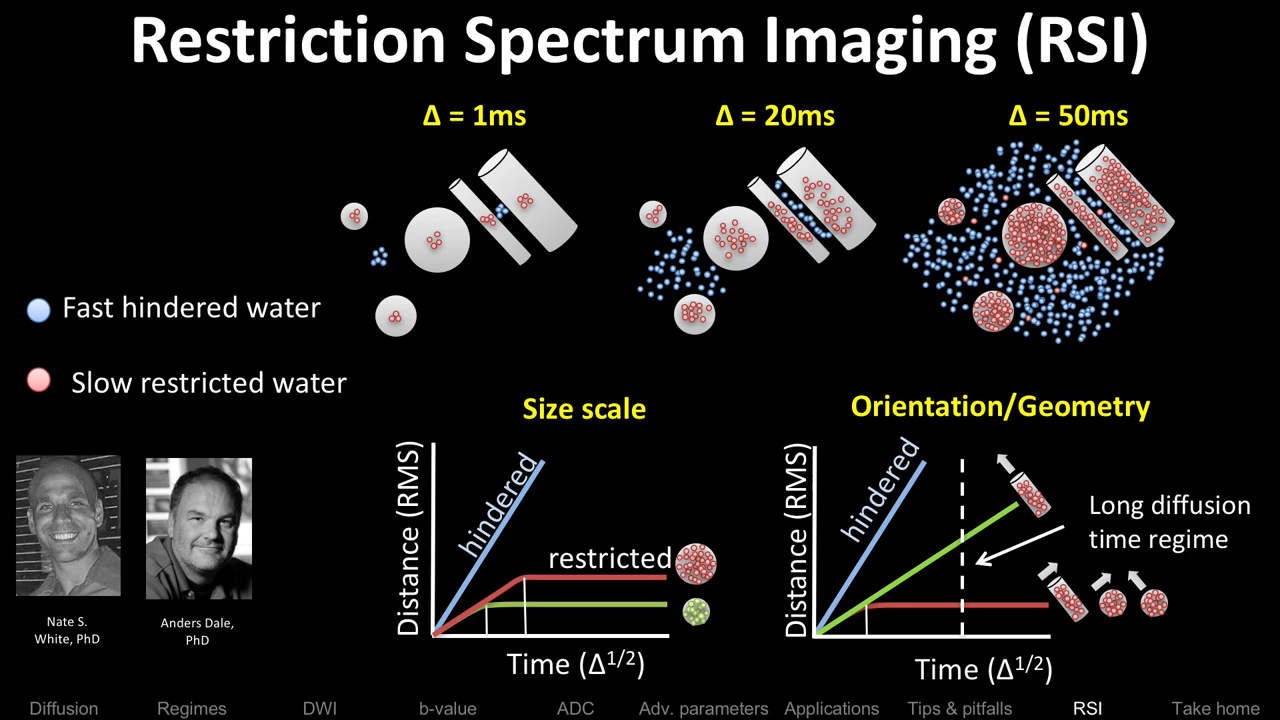 Restriction Spectrum Imaging (RSI)
Δ = 1ms
Δ = 20ms
Δ = 50ms
Fast hindered water
Slow restricted water
Size scale
Orientation/Geometry
Distance (RMS)
hindered
restricted
Time (Δ^1/2)
Distance (RMS)
hindered
Long diffusion
time regime
Time (Δ^1/2)
Nate S.
White, PhD
Anders Dale,
PhD
Diffusion
Regimes
DWI
b-value
ADC
Adv. parameters
Applications
Tips & pitfalls
RSI
Take home